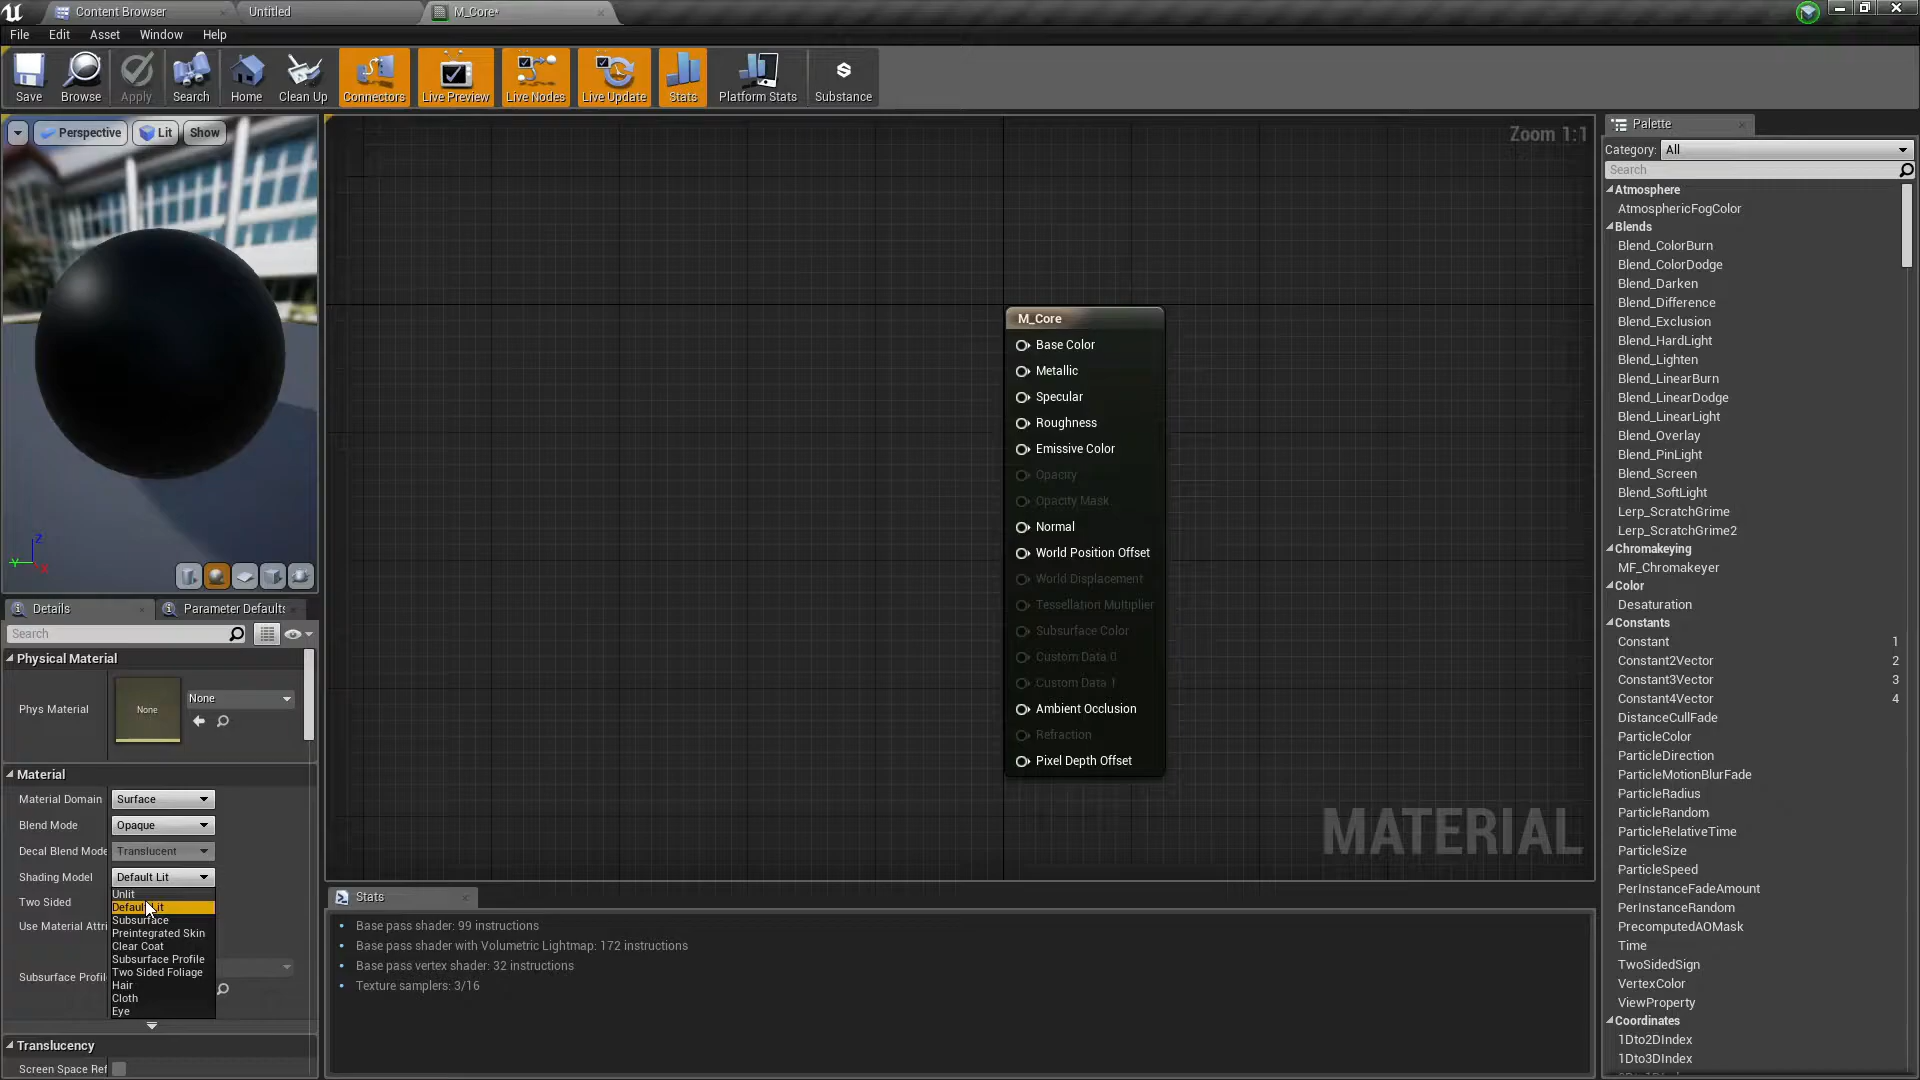 Content Browser
Untitled
M_Core*
File Edit Asset Window Help
Save Browse Apply Search Home Clean Up Connectors Live Preview Live Nodes Live Update Stats Platform Stats Substance
Perspective Lit Show
Zoom 1:1
Z
Y
X
M_Core
Base Color
Metallic
Specular
Roughness
Emissive Color
Opacity
Opacity Mask
Normal
World Position Offset
World Displacement
Tessellation Multiplier
Subsurface Color
Custom Data 0
Custom Data 1
Ambient Occlusion
Refraction
Pixel Depth Offset
MATERIAL
Details
Parameter Defaults
Search
Physical Material
Phys Material
None
None
Material
Material Domain Surface
Blend Mode Opaque
Decal Blend Mode Translucent
Shading Model Default Lit
Two Sided
Use Material Attri
Subsurface Profil
Unlit
Default Lit
Subsurface
Preintegrated Skin
Clear Coat
Subsurface Profile
Two Sided Foliage
Hair
Cloth
Eye
Translucency
Screen Space Ref
Stats
Base pass shader: 99 instructions
Base pass shader with Volumetric Lightmap: 172 instructions
Base pass vertex shader: 32 instructions
Texture samplers: 3/16
Palette
Category: All
Search
Atmosphere
AtmosphericFogColor
Blends
Blend_ColorBurn
Blend_ColorDodge
Blend_Darken
Blend_Difference
Blend_Exclusion
Blend_HardLight
Blend_Lighten
Blend_LinearBurn
Blend_LinearDodge
Blend_LinearLight
Blend_Overlay
Blend_PinLight
Blend_Screen
Blend_SoftLight
Lerp_ScratchGrime
Lerp_ScratchGrime2
Chromakeying
MF_Chromakeyer
Color
Desaturation
Constants
Constant 1
Constant2Vector 2
Constant3Vector 3
Constant4Vector 4
DistanceCullFade
ParticleColor
ParticleDirection
ParticleMotionBlurFade
ParticleRadius
ParticleRandom
ParticleRelativeTime
ParticleSize
ParticleSpeed
PerInstanceFadeAmount
PerInstanceRandom
PrecomputedAOMask
Time
TwoSidedSign
VertexColor
ViewProperty
Coordinates
1Dto2DIndex
1Dto3DIndex